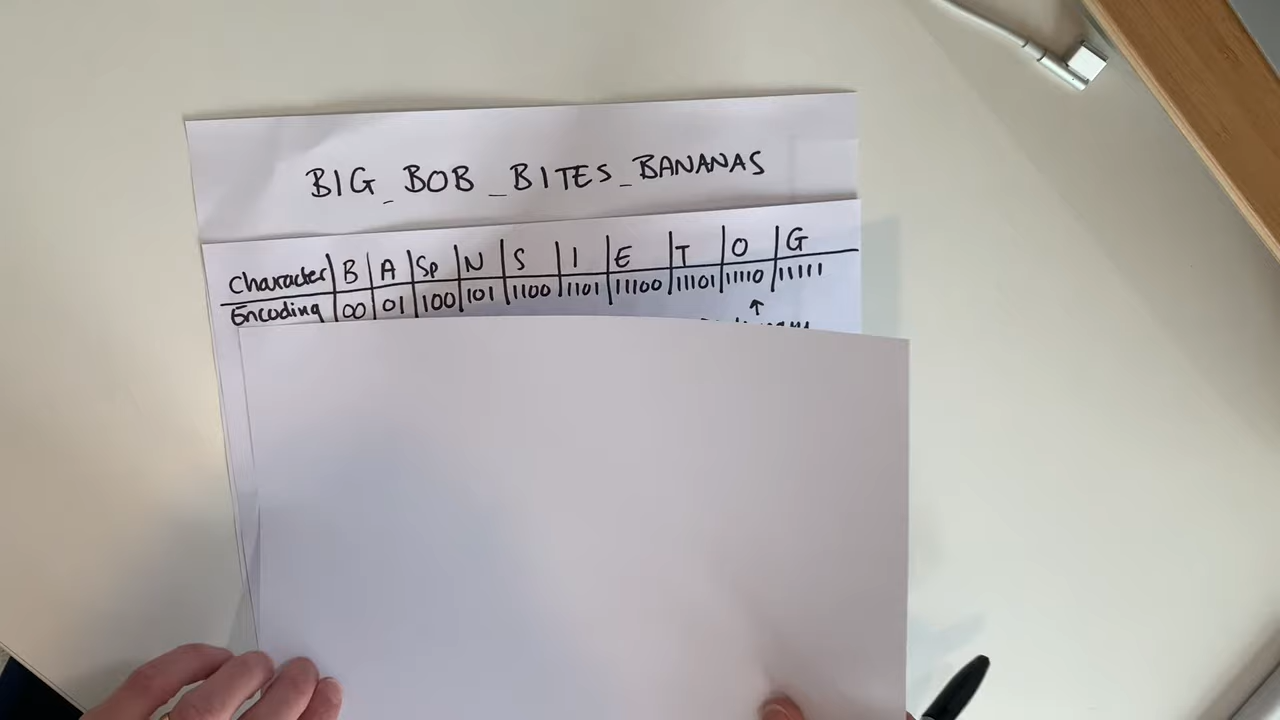 BIG_BOB_BITES_BANANAS
Character B A Sp N S I E T O G
Encoding 00 01 100 101 1100 1101 11100 11101 11110 11111
↑